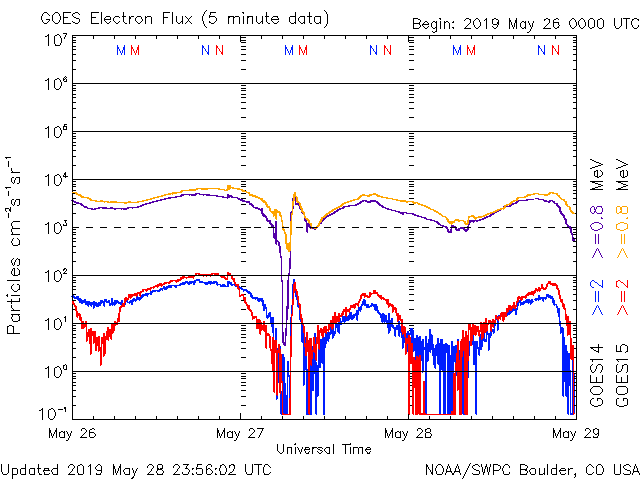 GOES Electron Flux (5 minute data)
Begin: 2019 May 26 0000 UTC
M M N N M M N N M M N N
10⁷
10⁶
10⁵
10⁴
10³
10²
10¹
10⁰
10⁻¹
Particles cm⁻²s⁻¹sr⁻¹
May 26 May 27 May 28 May 29
Universal Time
GOES14 >=2 >=0.8 MeV
GOES15 >=2 >=0.8 MeV
Updated 2019 May 28 23:56:02 UTC
NOAA/SWPC Boulder, CO USA